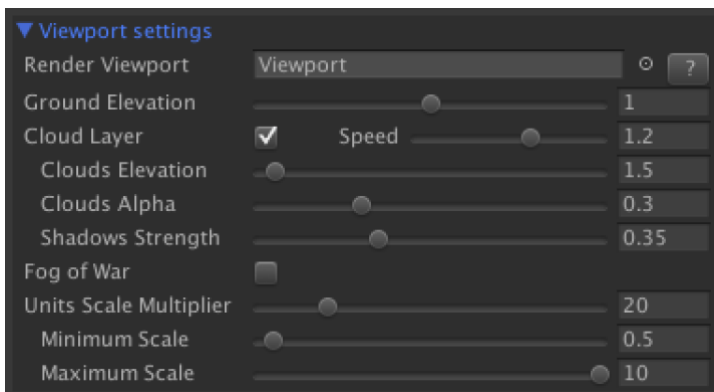 Viewport settings
Render Viewport Viewport ?
Ground Elevation 1
Cloud Layer Speed 1.2
Clouds Elevation 1.5
Clouds Alpha 0.3
Shadows Strength 0.35
Fog of War
Units Scale Multiplier 20
Minimum Scale 0.5
Maximum Scale 10